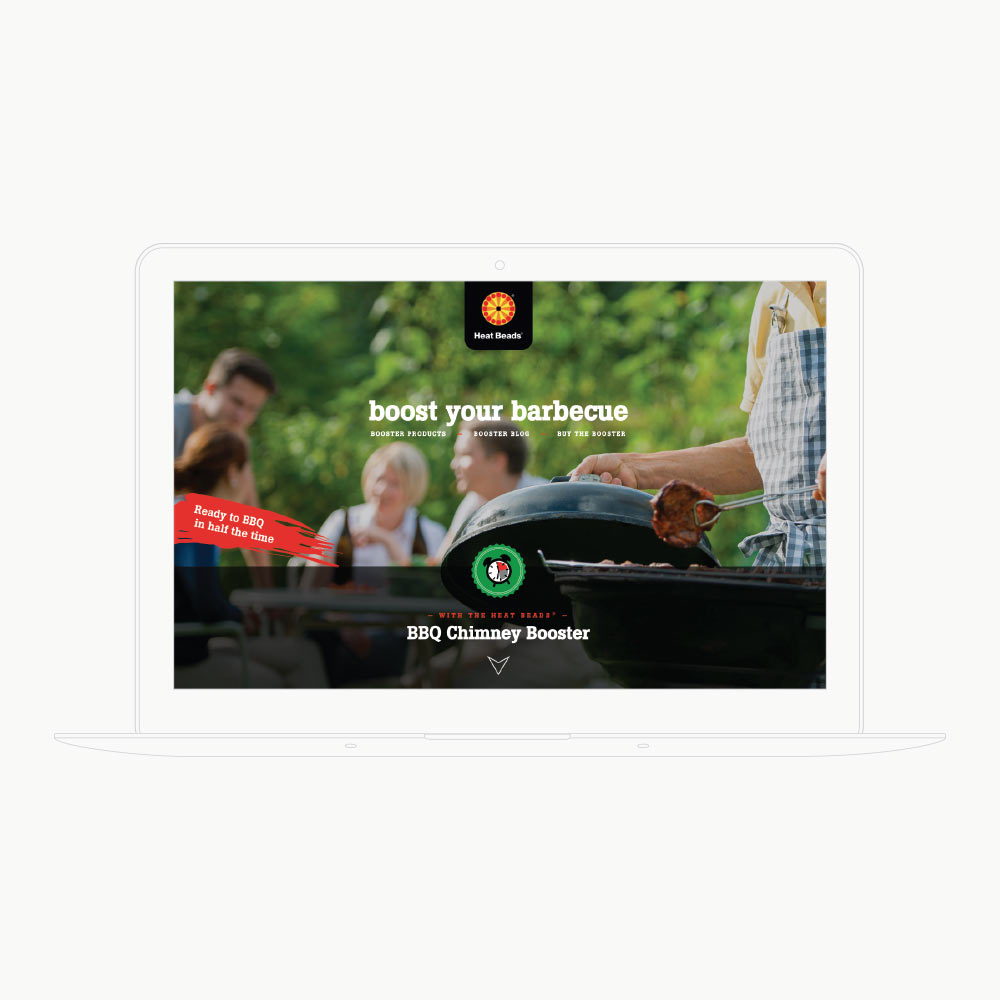 Heat Beads®
boost your barbecue
BOOSTER PRODUCTS BOOSTER BLOG BUY THE BOOSTER
Ready to BBQ
in half the time
– WITH THE HEAT BEADS® –
BBQ Chimney Booster